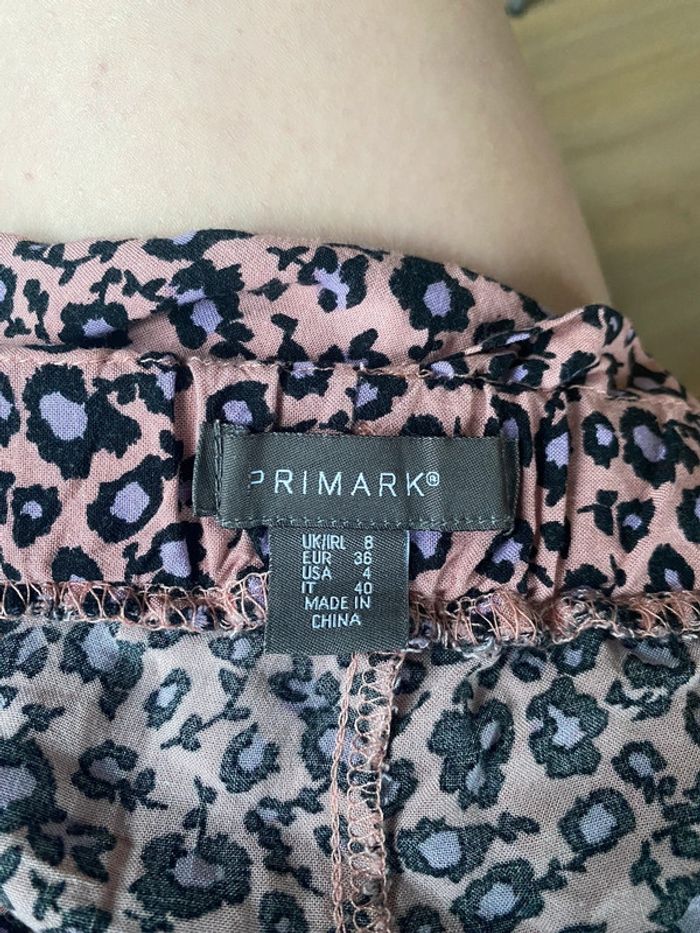 PRIMARK®
UK/IRL 8
EUR 36
USA 4
IT 40
MADE IN
CHINA